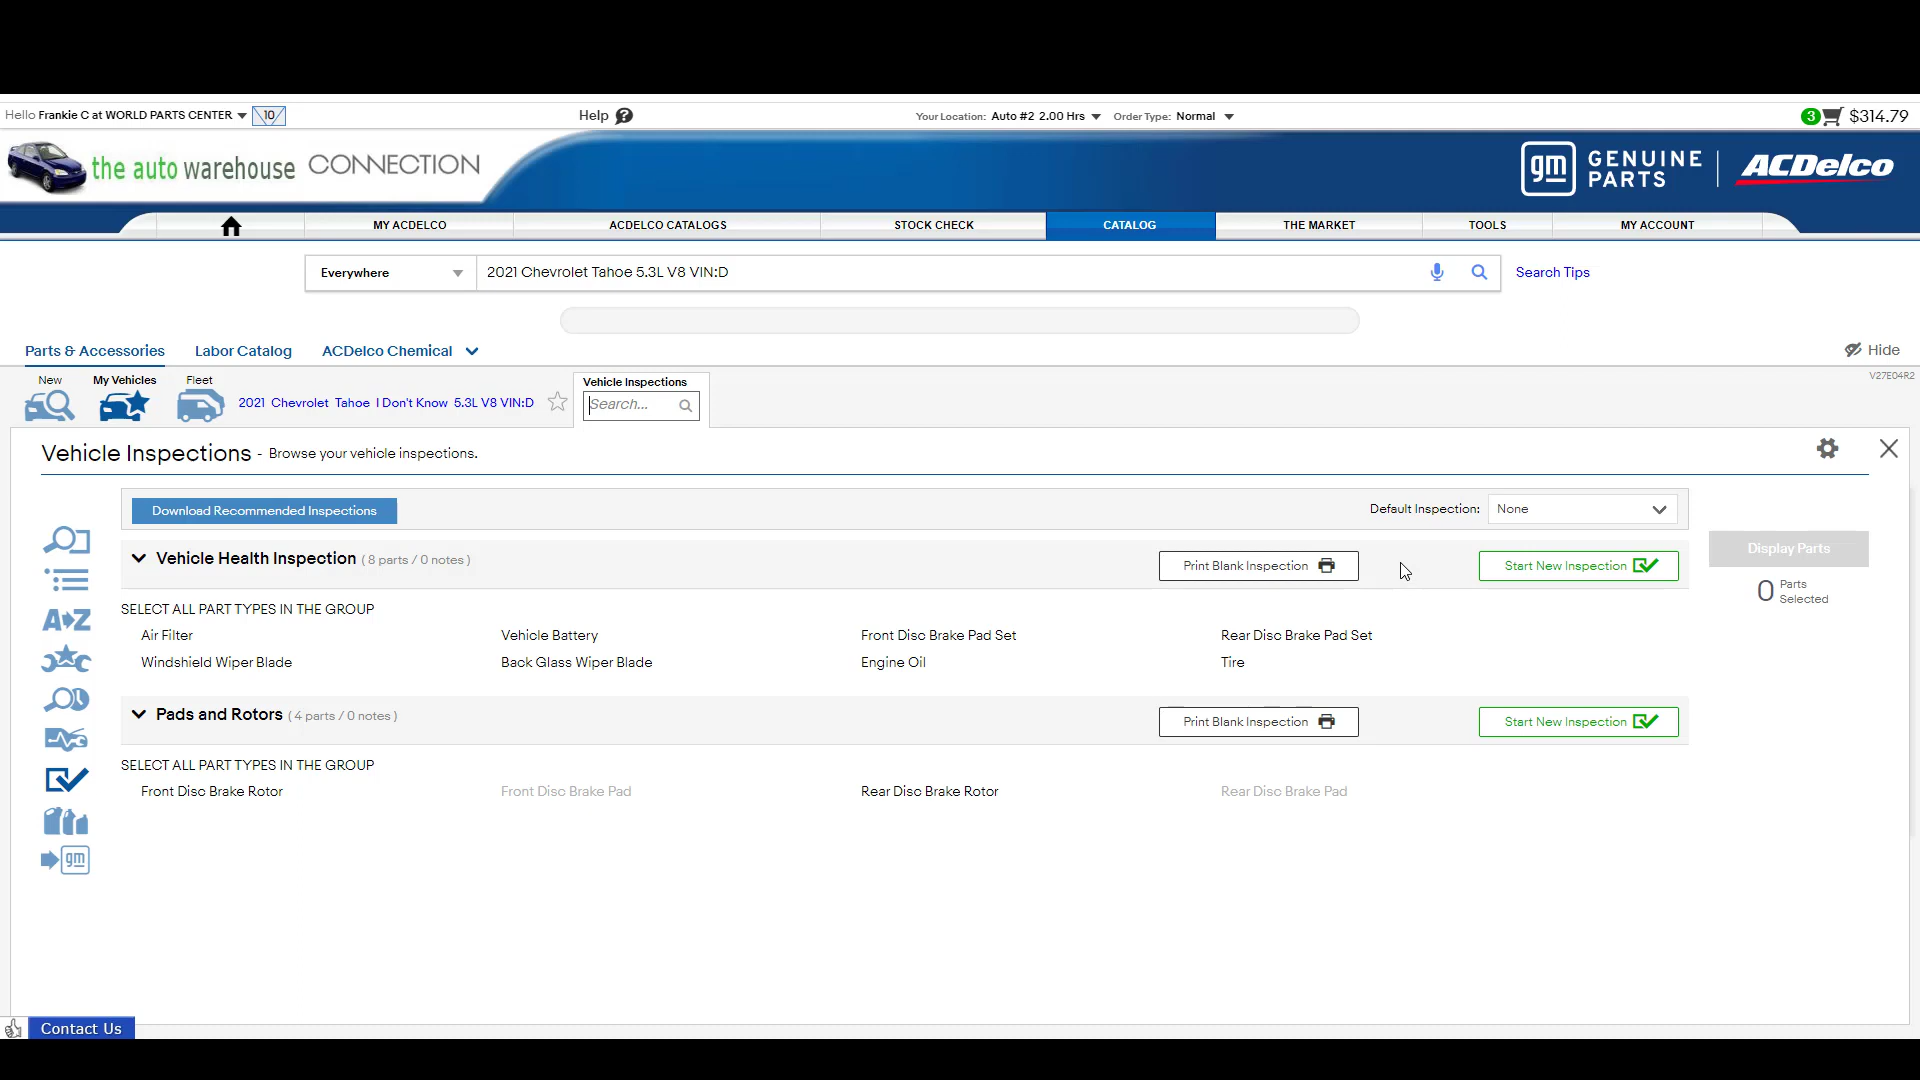 Hello Frankie C at WORLD PARTS CENTER 10 Help ? Your Location: Auto #2 2.00 Hrs Order Type: Normal 3 $314.79
the auto warehouse CONNECTION gm GENUINE PARTS ACDelco
MY ACDELCO ACDELCO CATALOGS STOCK CHECK CATALOG THE MARKET TOOLS MY ACCOUNT
Everywhere 2021 Chevrolet Tahoe 5.3L V8 VIN:D Search Tips
Parts & Accessories Labor Catalog ACDelco Chemical Hide
V27E04R2
New My Vehicles Fleet Vehicle Inspections
2021 Chevrolet Tahoe I Don't Know 5.3L V8 VIN:D Search...
Vehicle Inspections - Browse your vehicle inspections.
Download Recommended Inspections Default Inspection: None
Display Parts
Vehicle Health Inspection ( 8 parts / 0 notes ) Print Blank Inspection Start New Inspection
0 Parts Selected
SELECT ALL PART TYPES IN THE GROUP
Air Filter Vehicle Battery Front Disc Brake Pad Set Rear Disc Brake Pad Set
Windshield Wiper Blade Back Glass Wiper Blade Engine Oil Tire
Pads and Rotors ( 4 parts / 0 notes ) Print Blank Inspection Start New Inspection
SELECT ALL PART TYPES IN THE GROUP
Front Disc Brake Rotor Front Disc Brake Pad Rear Disc Brake Rotor Rear Disc Brake Pad
A Z
gm
Contact Us